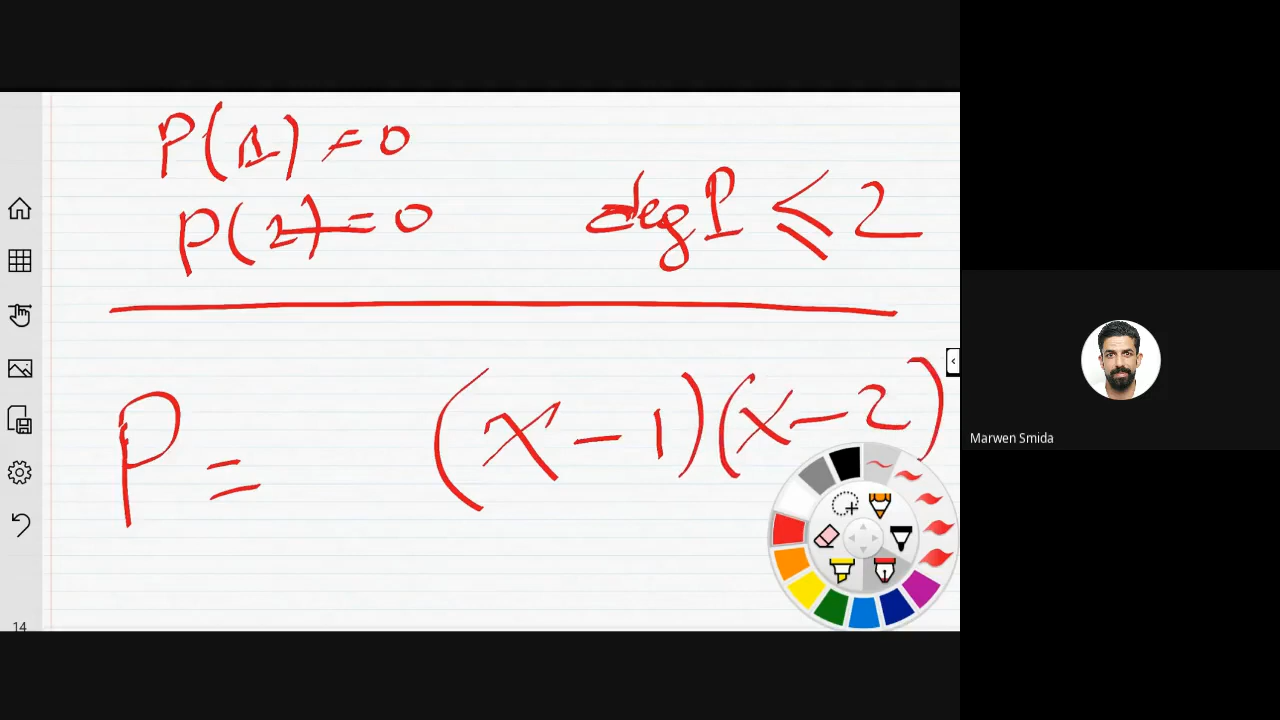 P(1) = 0
P(2) = 0
deg P ≤ 2
P = (X - 1)(X - 2)
14
Marwen Smida